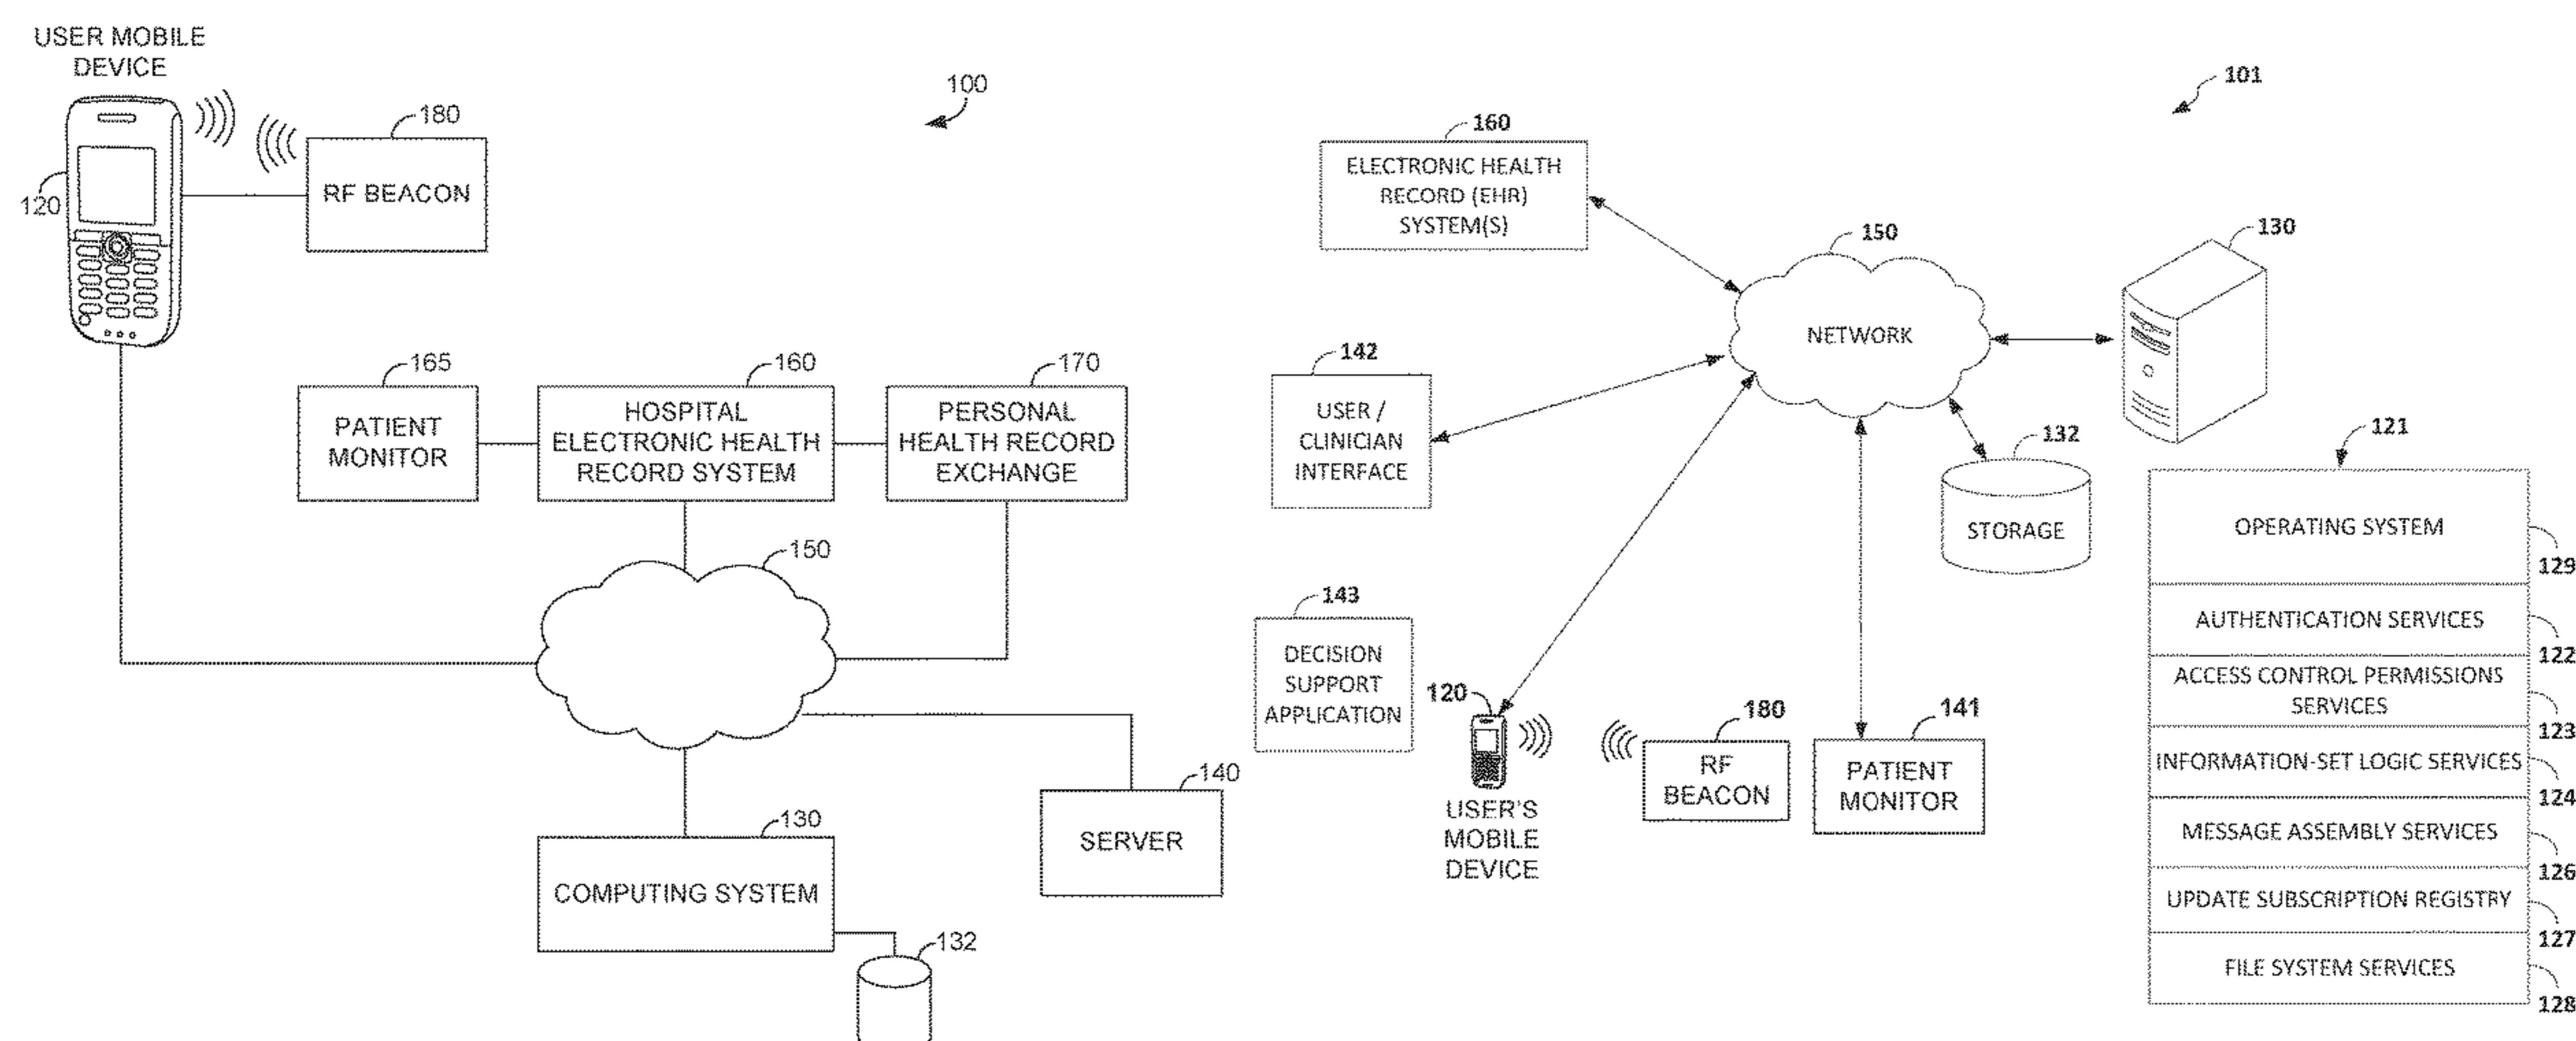 USER MOBILE
DEVICE
120
180
RF BEACON
100
165
PATIENT
MONITOR
160
HOSPITAL
ELECTRONIC HEALTH
RECORD SYSTEM
170
PERSONAL
HEALTH RECORD
EXCHANGE
150
140
SERVER
130
COMPUTING SYSTEM
132
101
160
ELECTRONIC HEALTH
RECORD (EHR)
SYSTEM(S)
150
NETWORK
130
142
USER /
CLINICIAN
INTERFACE
132
STORAGE
143
DECISION
SUPPORT
APPLICATION
120
USER'S
MOBILE
DEVICE
180
RF
BEACON
141
PATIENT
MONITOR
121
OPERATING SYSTEM
129
AUTHENTICATION SERVICES
122
ACCESS CONTROL PERMISSIONS
SERVICES
123
INFORMATION-SET LOGIC SERVICES
124
MESSAGE ASSEMBLY SERVICES
126
UPDATE SUBSCRIPTION REGISTRY
127
FILE SYSTEM SERVICES
128